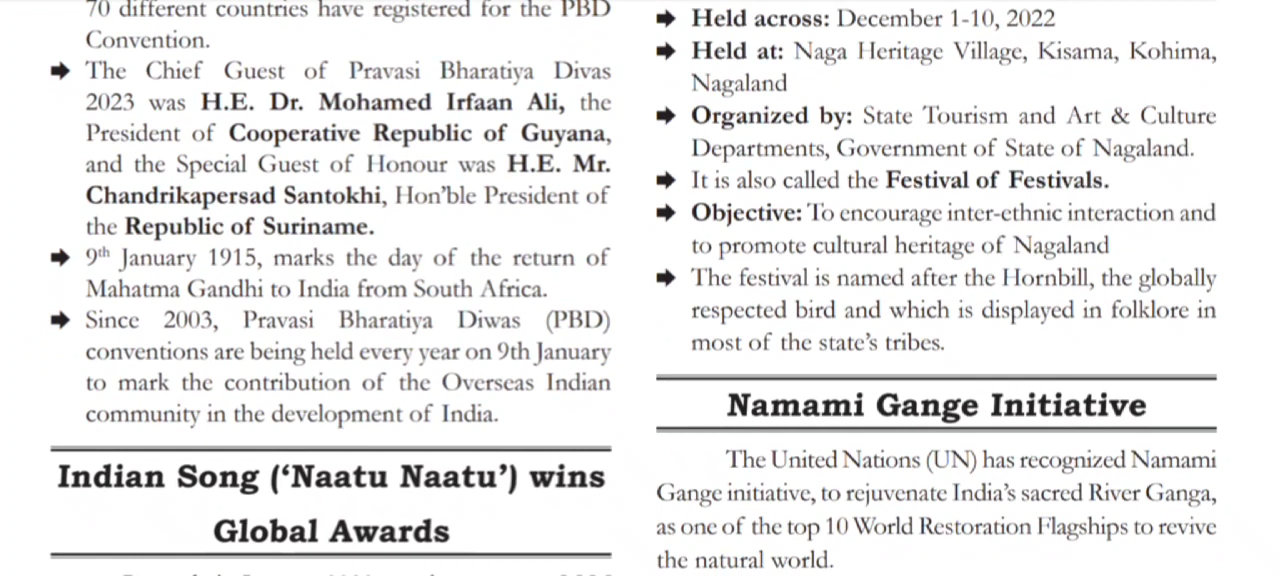 70 different countries have registered for the PBD
Convention.
➡ The Chief Guest of Pravasi Bharatiya Divas
2023 was H.E. Dr. Mohamed Irfaan Ali, the
President of Cooperative Republic of Guyana,
and the Special Guest of Honour was H.E. Mr.
Chandrikapersad Santokhi, Hon'ble President of
the Republic of Suriname.
➡ 9th January 1915, marks the day of the return of
Mahatma Gandhi to India from South Africa.
➡ Since 2003, Pravasi Bharatiya Diwas (PBD)
conventions are being held every year on 9th January
to mark the contribution of the Overseas Indian
community in the development of India.
Indian Song ('Naatu Naatu') wins
Global Awards
➡ Held across: December 1-10, 2022
➡ Held at: Naga Heritage Village, Kisama, Kohima,
Nagaland
➡ Organized by: State Tourism and Art & Culture
Departments, Government of State of Nagaland.
➡ It is also called the Festival of Festivals.
➡ Objective: To encourage inter-ethnic interaction and
to promote cultural heritage of Nagaland
➡ The festival is named after the Hornbill, the globally
respected bird and which is displayed in folklore in
most of the state's tribes.
Namami Gange Initiative
The United Nations (UN) has recognized Namami
Gange initiative, to rejuvenate India's sacred River Ganga,
as one of the top 10 World Restoration Flagships to revive
the natural world.